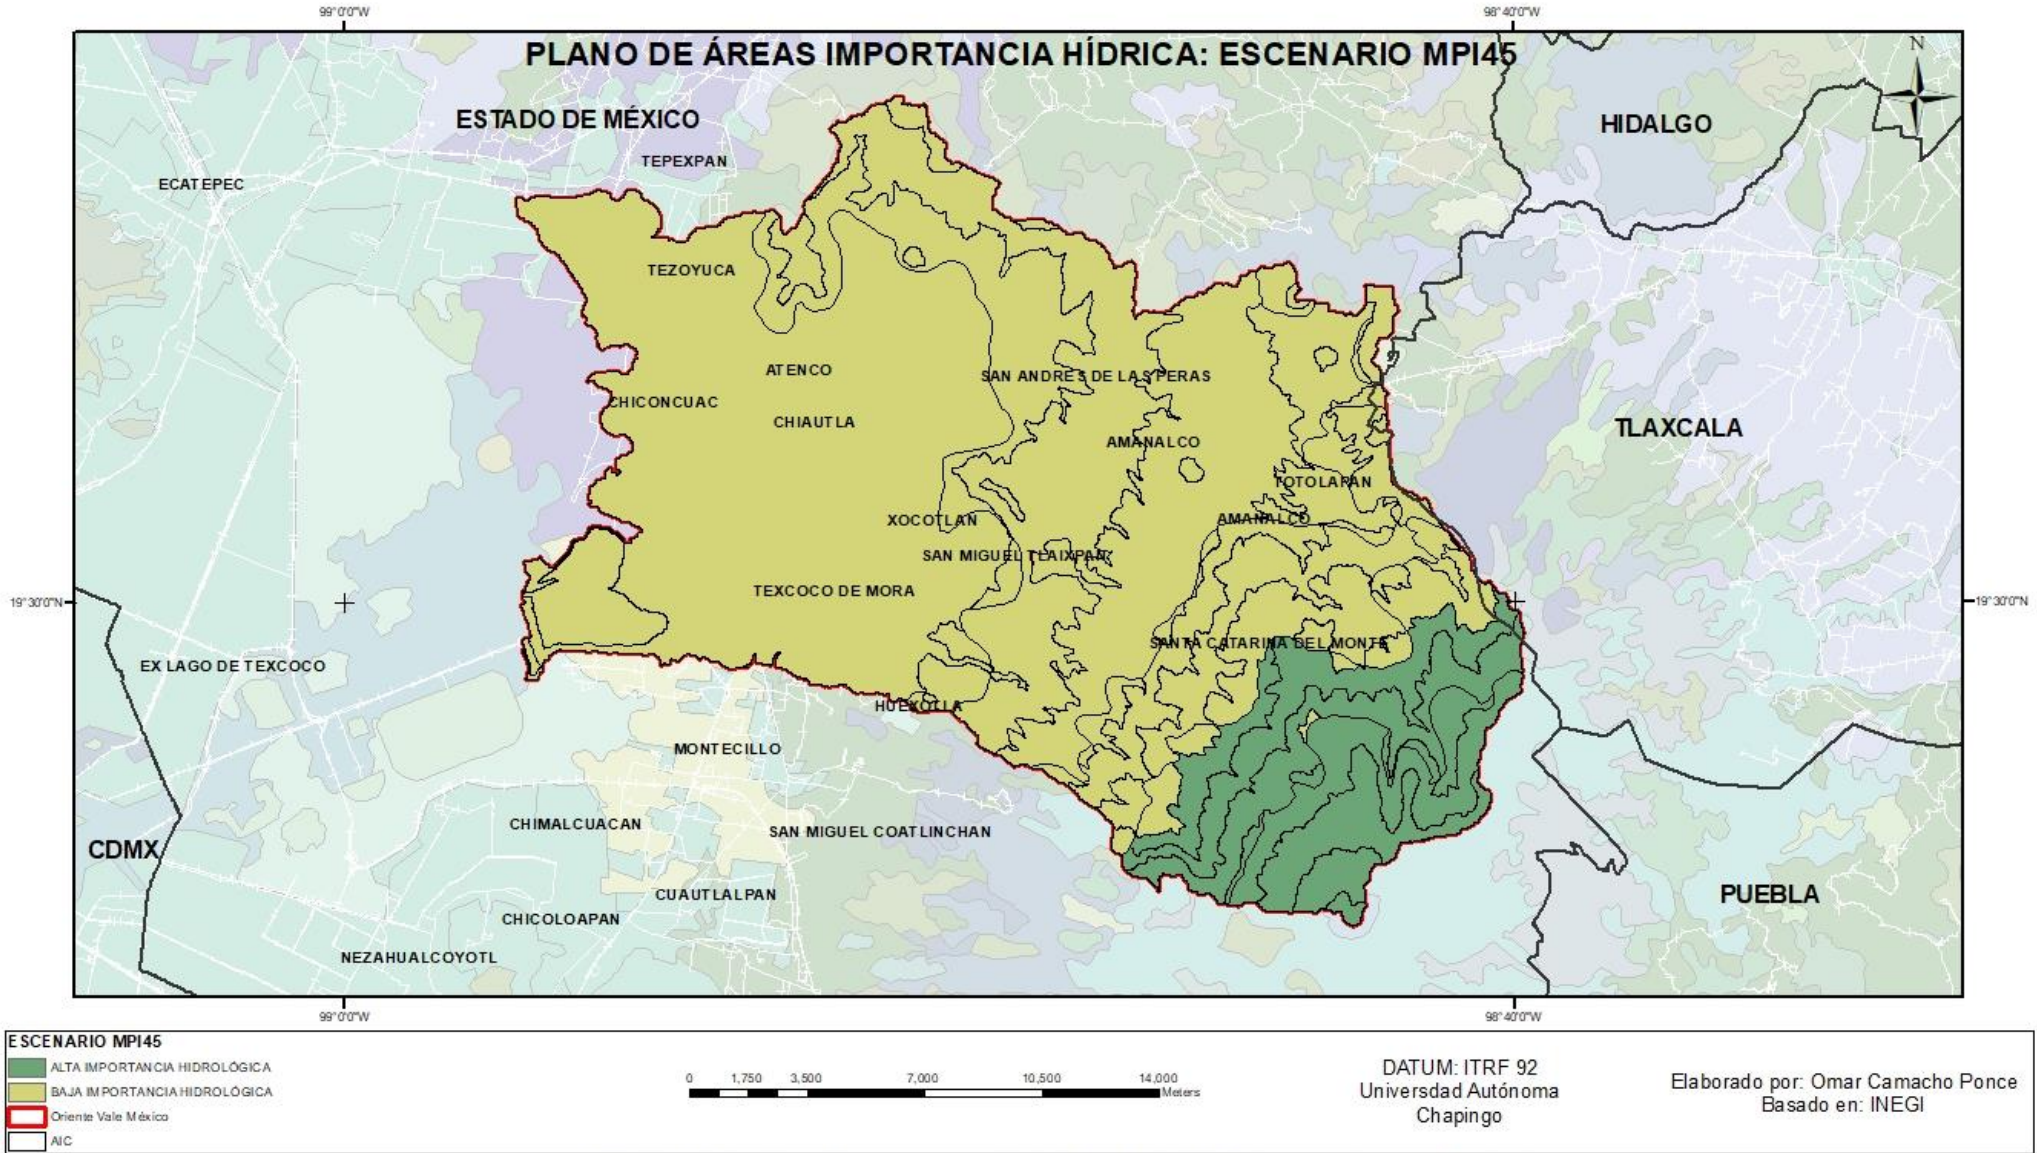 99°0'0"W
98°40'0"W
PLANO DE ÁREAS IMPORTANCIA HÍDRICA: ESCENARIO MPI45
N
ESTADO DE MÉXICO
HIDALGO
TEPEXPAN
ECATEPEC
TEZOYUCA
ATENCO
SAN ANDRES DE LAS PERAS
CHICONCUAC
CHIAUTLA
TLAXCALA
AMANALCO
TOTOLAPAN
XOCOTLAN
AMANALCO
SAN MIGUEL TLAIXPAN
TEXCOCO DE MORA
19°30'0"N
19°30'0"N
SANTA CATARINA DEL MONTE
EX LAGO DE TEXCOCO
HUEXOTLA
MONTECILLO
CHIMALCUACAN
SAN MIGUEL COATLINCHAN
CDMX
CUAUTLALPAN
PUEBLA
CHICOLOAPAN
NEZAHUALCOYOTL
99°0'0"W
98°40'0"W
ESCENARIO MPI45
ALTA IMPORTANCIA HIDROLÓGICA
BAJA IMPORTANCIA HIDROLÓGICA
Oriente Vale México
AIC
0 1,750 3,500 7,000 10,500 14,000
Meters
DATUM: ITRF 92
Universdad Autónoma
Chapingo
Elaborado por: Omar Camacho Ponce
Basado en: INEGI